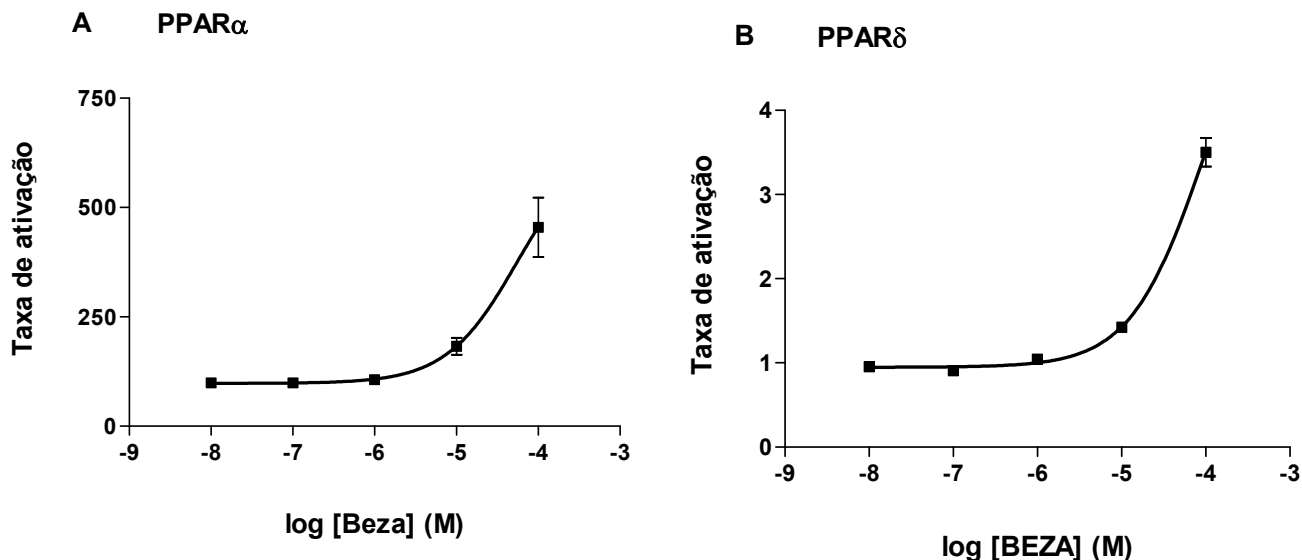 A PPARα
750
500
250
0
Taxa de ativação
-9 -8 -7 -6 -5 -4 -3
log [Beza] (M)
B PPARδ
4
3
2
1
0
Taxa de ativação
-9 -8 -7 -6 -5 -4 -3
log [BEZA] (M)